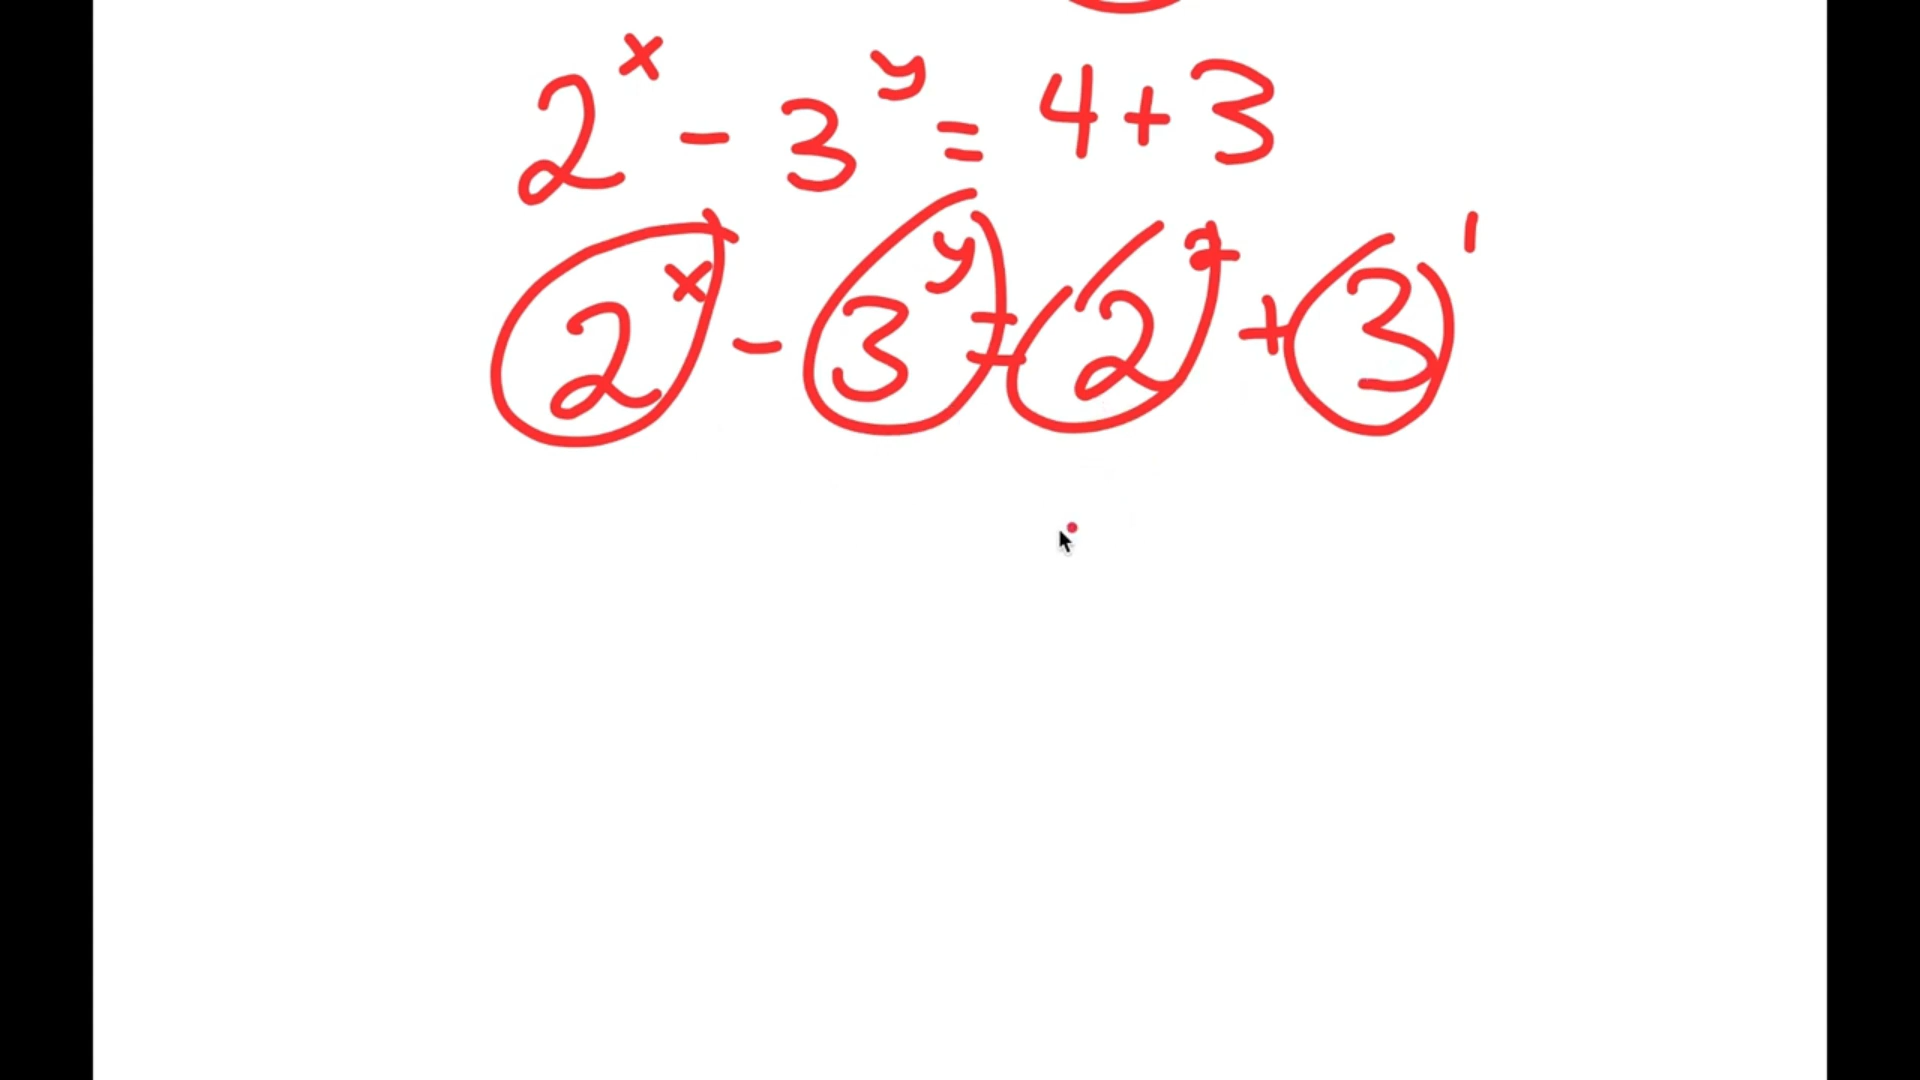 2^x - 3^y = 4 + 3
2^x - 3^y = 2^2 + 3^1